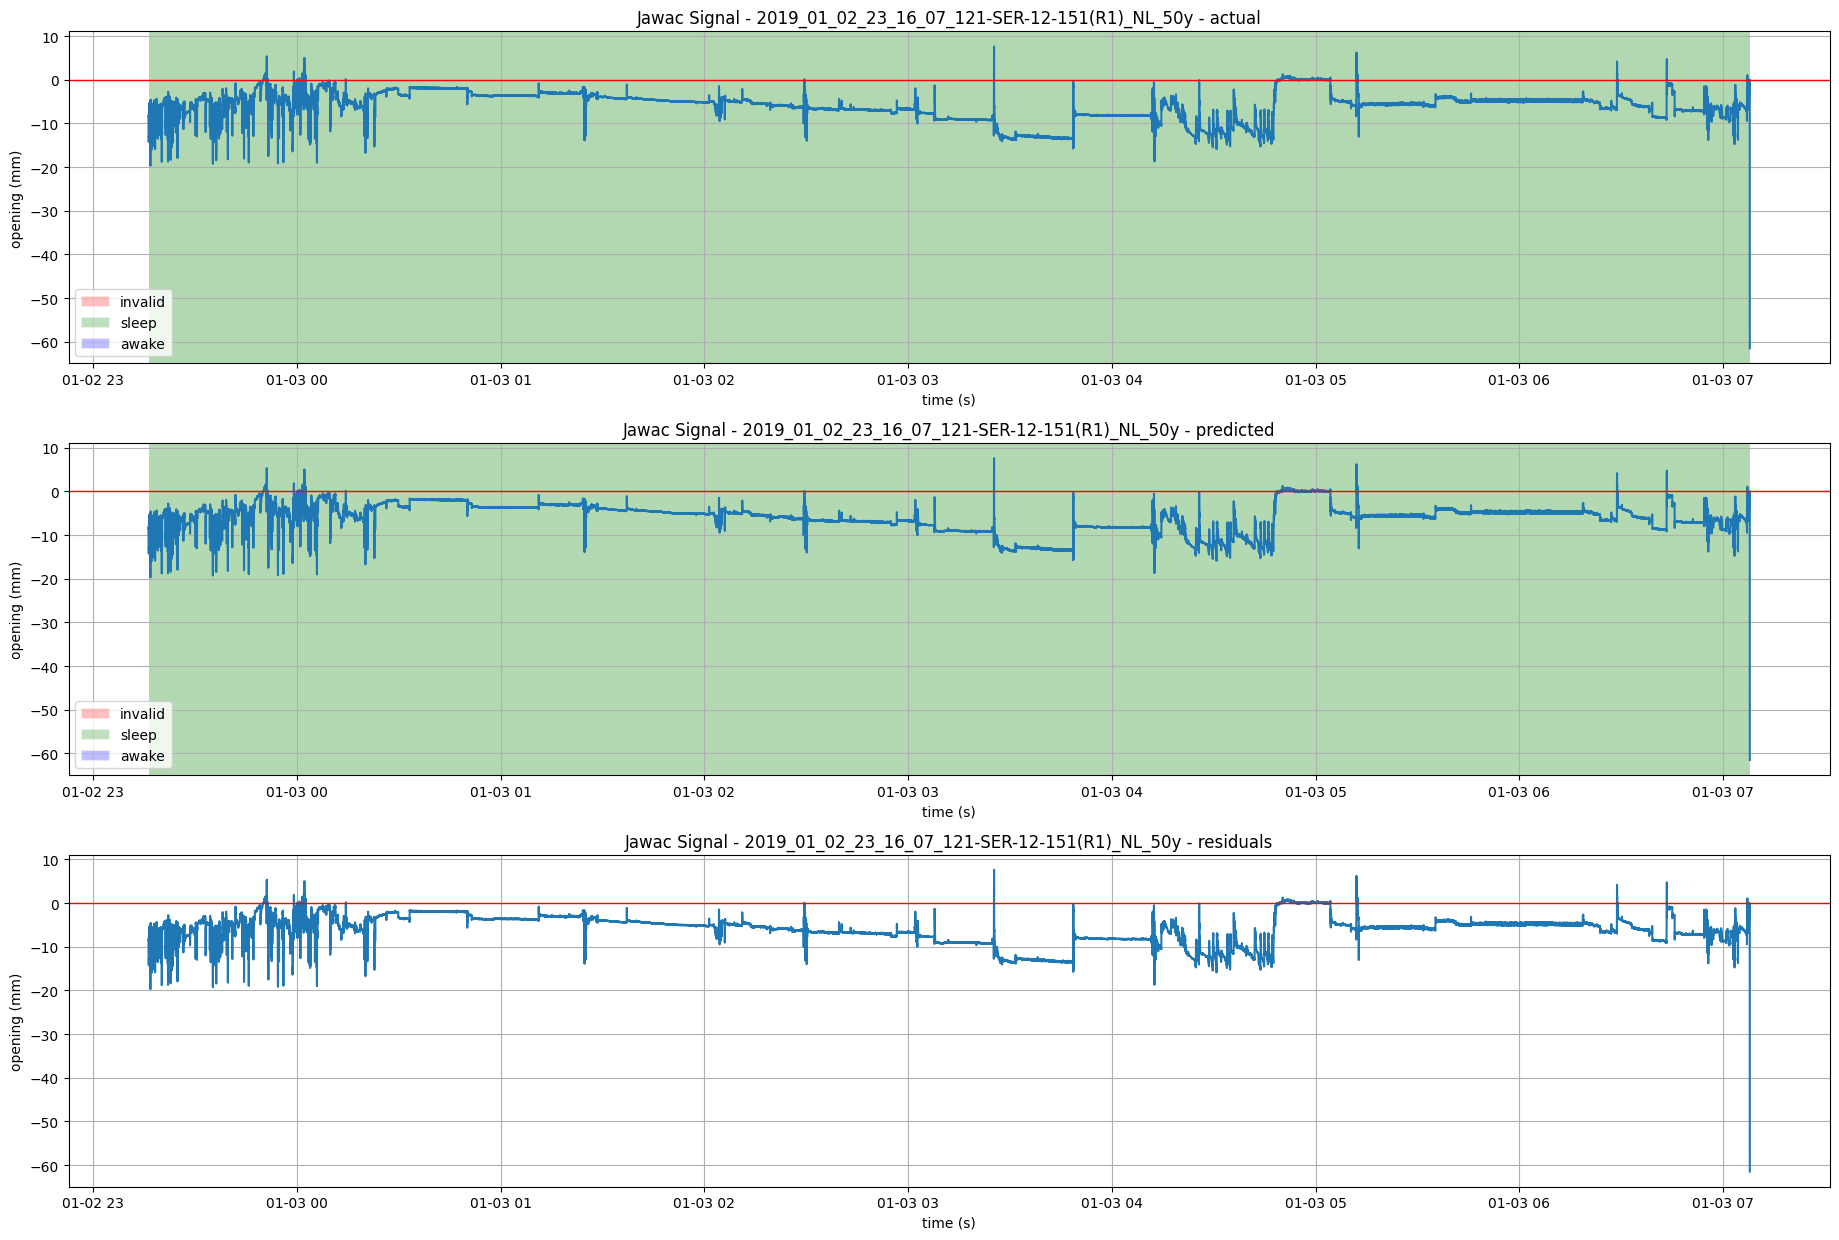 Jawac Signal - 2019_01_02_23_16_07_121-SER-12-151(R1)_NL_50y - actual
opening (mm)
10
0
−10
−20
−30
−40
−50
−60
invalid
sleep
awake
01-02 23 01-03 00 01-03 01 01-03 02 01-03 03 01-03 04 01-03 05 01-03 06 01-03 07
time (s)
Jawac Signal - 2019_01_02_23_16_07_121-SER-12-151(R1)_NL_50y - predicted
opening (mm)
10
0
−10
−20
−30
−40
−50
−60
invalid
sleep
awake
01-02 23 01-03 00 01-03 01 01-03 02 01-03 03 01-03 04 01-03 05 01-03 06 01-03 07
time (s)
Jawac Signal - 2019_01_02_23_16_07_121-SER-12-151(R1)_NL_50y - residuals
opening (mm)
10
0
−10
−20
−30
−40
−50
−60
01-02 23 01-03 00 01-03 01 01-03 02 01-03 03 01-03 04 01-03 05 01-03 06 01-03 07
time (s)